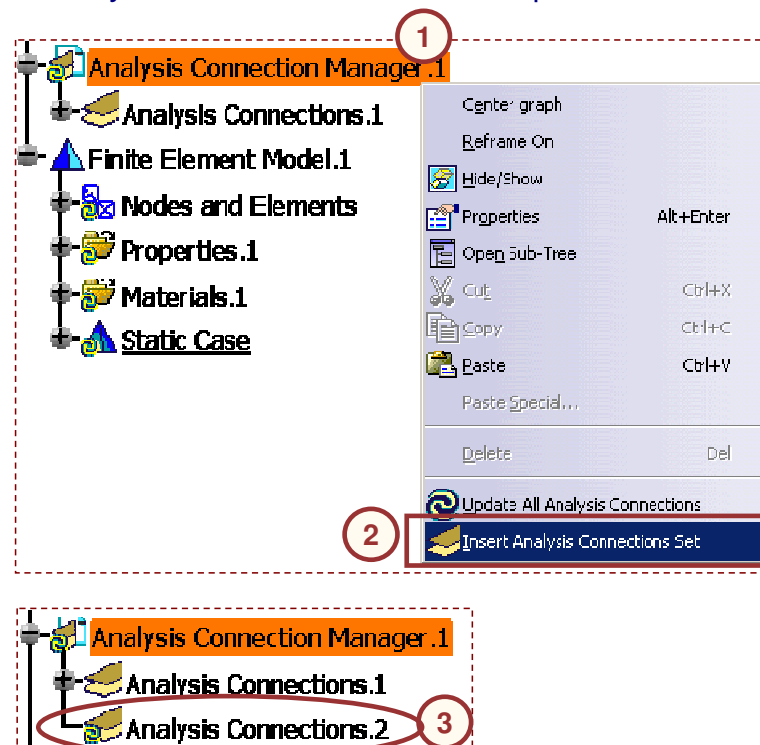 1
Analysis Connection Manager.1
Analysis Connections.1
Finite Element Model.1
Nodes and Elements
Properties.1
Materials.1
Static Case
Center graph
Reframe On
Hide/Show
Properties Alt+Enter
Open Sub-Tree
Cut Ctrl+X
Copy Ctrl+C
Paste Ctrl+V
Paste Special...
Delete Del
Update All Analysis Connections
2
Insert Analysis Connections Set
Analysis Connection Manager.1
Analysis Connections.1
Analysis Connections.2
3